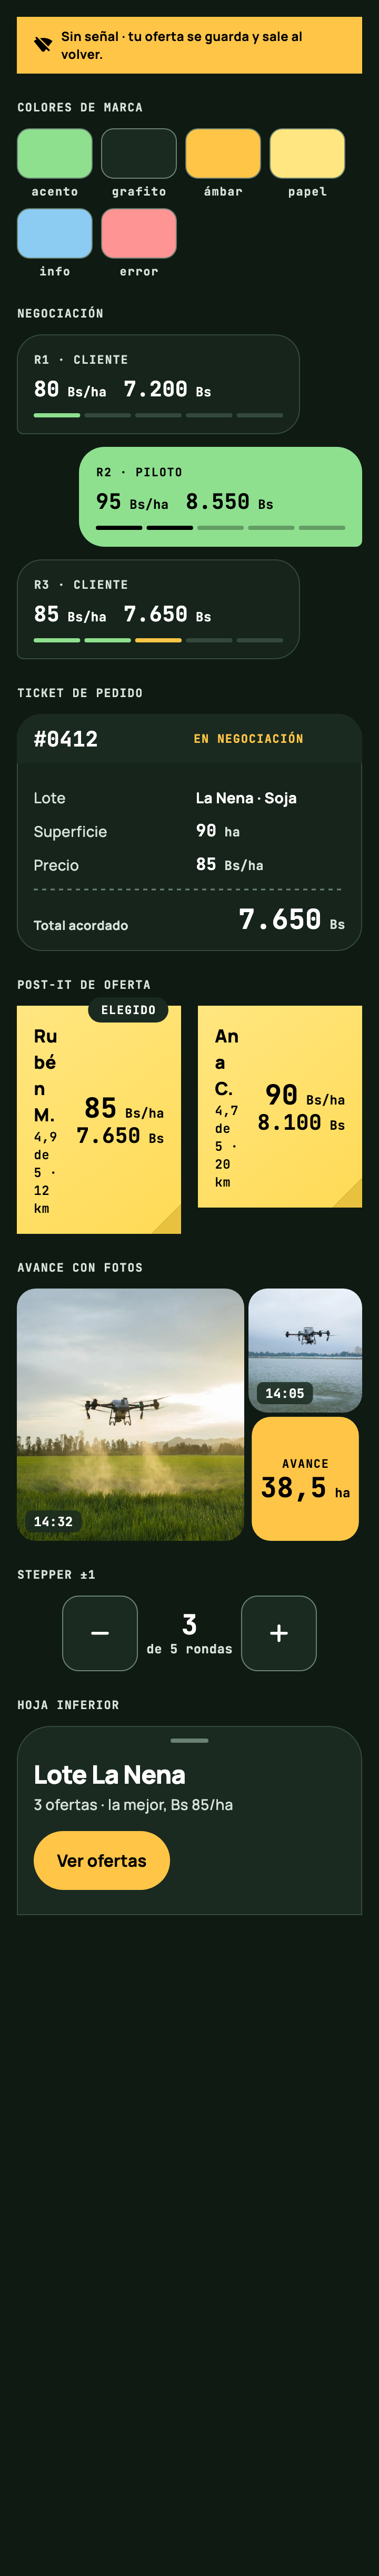 Sin señal · tu oferta se guarda y sale al
volver.
COLORES DE MARCA
acento
grafito
ámbar
papel
info
error
NEGOCIACIÓN
R1 · CLIENTE
80 Bs/ha 7.200 Bs
R2 · PILOTO
95 Bs/ha 8.550 Bs
R3 · CLIENTE
85 Bs/ha 7.650 Bs
TICKET DE PEDIDO
#0412 EN NEGOCIACIÓN
Lote La Nena · Soja
Superficie 90 ha
Precio 85 Bs/ha
Total acordado 7.650 Bs
POST-IT DE OFERTA
ELEGIDO
Ru
bé
n
M.
4,9
de
5 ·
12
km
85 Bs/ha
7.650 Bs
An
a
C.
4,7
de
5 ·
20
km
90 Bs/ha
8.100 Bs
AVANCE CON FOTOS
14:32
14:05
AVANCE
38,5 ha
STEPPER ±1
− 3 +
de 5 rondas
HOJA INFERIOR
Lote La Nena
3 ofertas · la mejor, Bs 85/ha
Ver ofertas